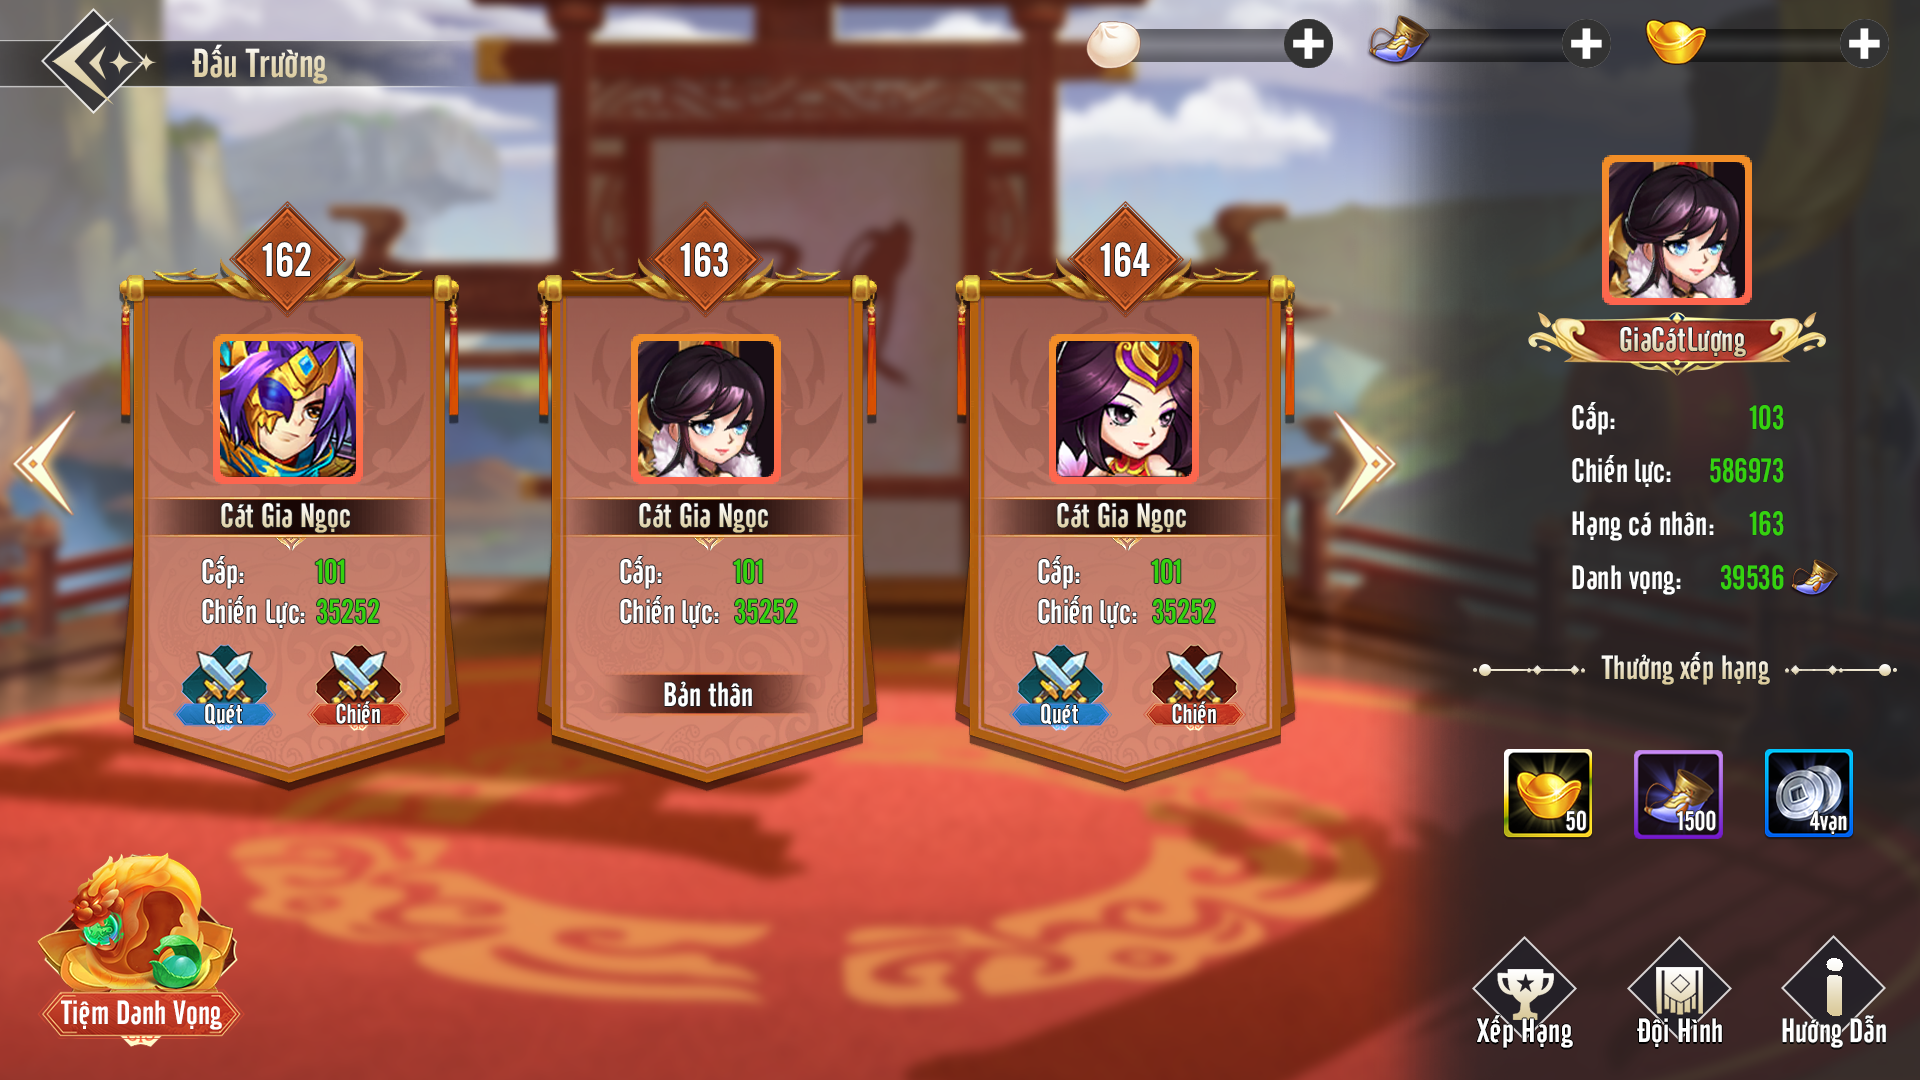 Đấu Trường
162
Cát Gia Ngọc
Cấp: 101
Chiến Lực: 35252
Quét
Chiến
163
Cát Gia Ngọc
Cấp: 101
Chiến lực: 35252
Bản thân
164
Cát Gia Ngọc
Cấp: 101
Chiến lực: 35252
Quét
Chiến
GiaCátLượng
Cấp: 103
Chiến lực: 586973
Hạng cá nhân: 163
Danh vọng: 39536
Thưởng xếp hạng
50
1500
4vạn
Tiệm Danh Vọng
Xếp Hạng
Đội Hình
Hướng Dẫn